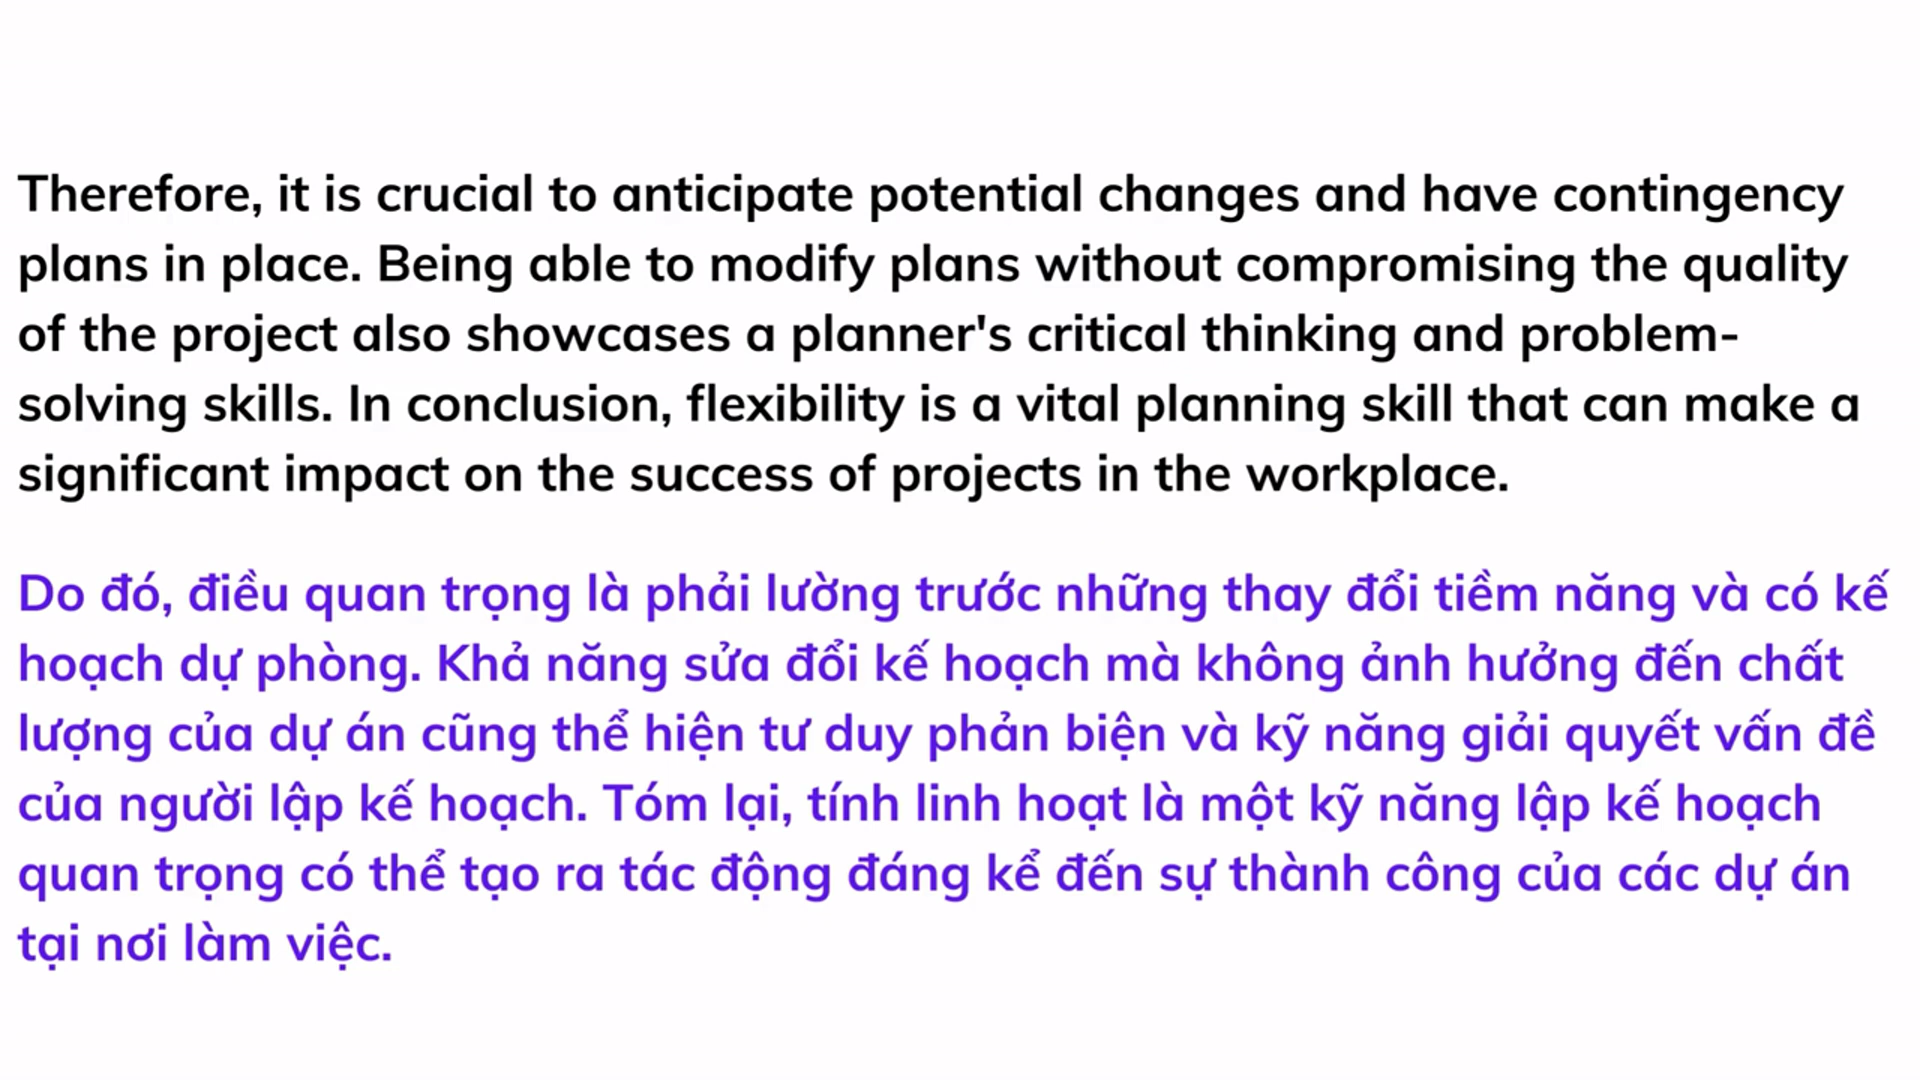 Therefore, it is crucial to anticipate potential changes and have contingency
plans in place. Being able to modify plans without compromising the quality
of the project also showcases a planner's critical thinking and problem-
solving skills. In conclusion, flexibility is a vital planning skill that can make a
significant impact on the success of projects in the workplace.
Do đó, điều quan trọng là phải lường trước những thay đổi tiềm năng và có kế
hoạch dự phòng. Khả năng sửa đổi kế hoạch mà không ảnh hưởng đến chất
lượng của dự án cũng thể hiện tư duy phản biện và kỹ năng giải quyết vấn đề
của người lập kế hoạch. Tóm lại, tính linh hoạt là một kỹ năng lập kế hoạch
quan trọng có thể tạo ra tác động đáng kể đến sự thành công của các dự án
tại nơi làm việc.